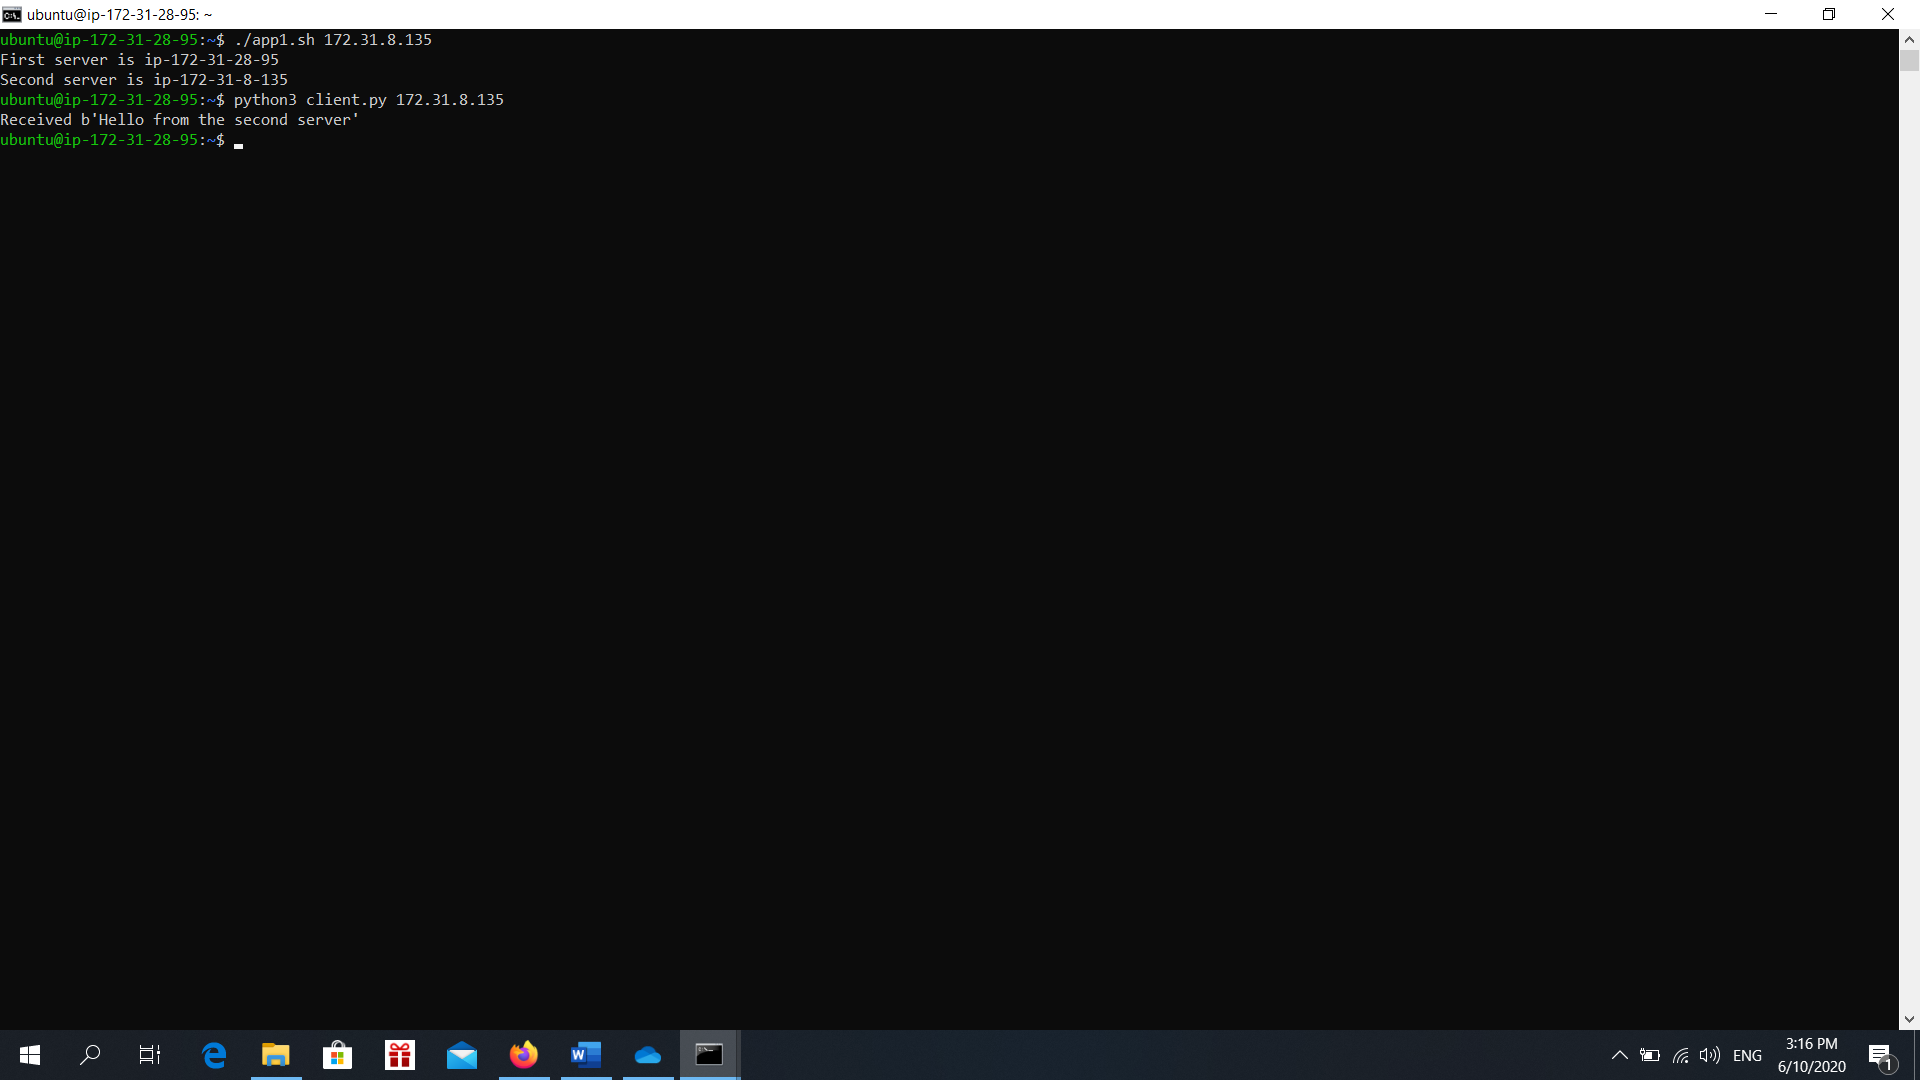 ubuntu@ip-172-31-28-95: ~
ubuntu@ip-172-31-28-95:~$ ./app1.sh 172.31.8.135
First server is ip-172-31-28-95
Second server is ip-172-31-8-135
ubuntu@ip-172-31-28-95:~$ python3 client.py 172.31.8.135
Received b'Hello from the second server'
ubuntu@ip-172-31-28-95:~$
ENG
3:16 PM
6/10/2020
1